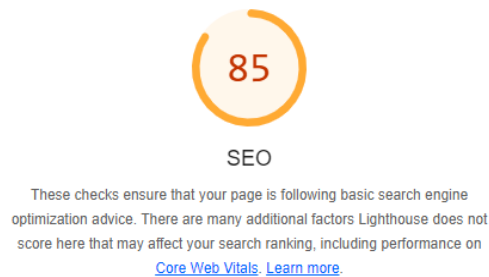 85
SEO
These checks ensure that your page is following basic search engine
optimization advice. There are many additional factors Lighthouse does not
score here that may affect your search ranking, including performance on
Core Web Vitals. Learn more.